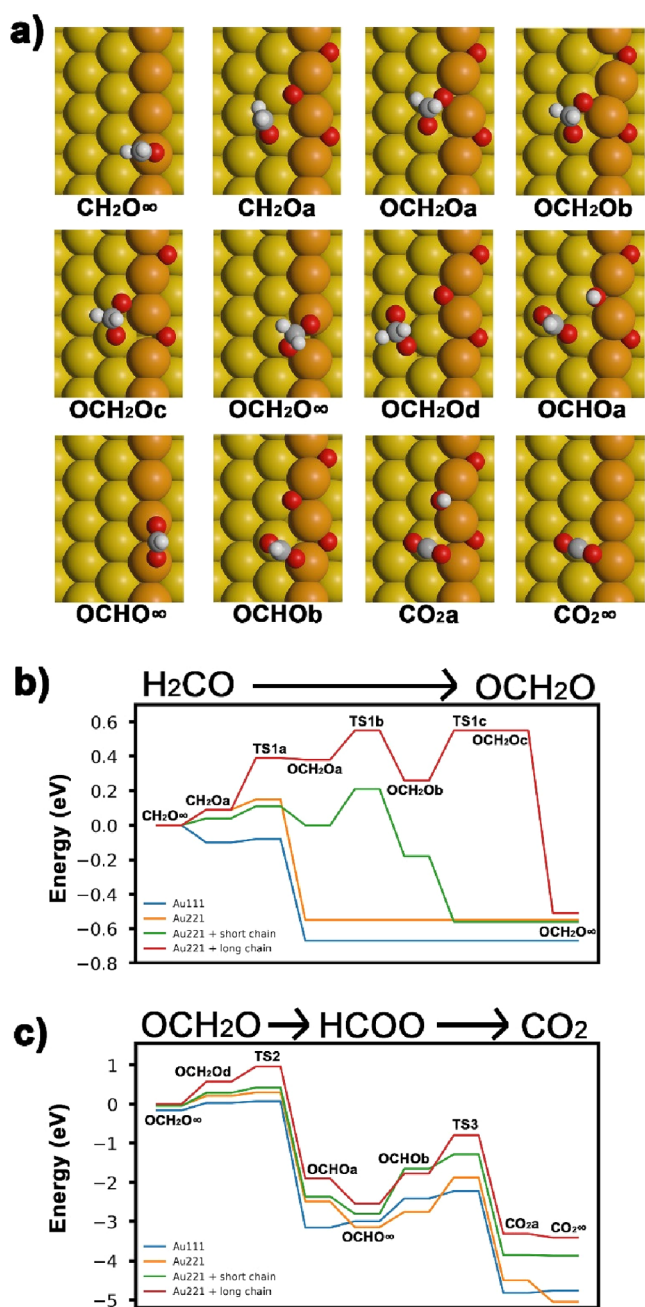 a)
CH₂O∞ CH₂Oa OCH₂Oa OCH₂Ob
OCH₂Oc OCH₂O∞ OCH₂Od OCHOa
OCHO∞ OCHOb CO₂a CO₂∞
b)
H₂CO → OCH₂O
Energy (eV)
0.6
0.4
0.2
0.0
−0.2
−0.4
−0.6
−0.8
CH₂O∞
CH₂Oa
TS1a
OCH₂Oa
TS1b
OCH₂Ob
TS1c
OCH₂Oc
OCH₂O∞
Au111
Au221
Au221 + short chain
Au221 + long chain
c)
OCH₂O → HCOO → CO₂
Energy (eV)
1
0
−1
−2
−3
−4
−5
OCH₂O∞
OCH₂Od
TS2
OCHOa
OCHO∞
OCHOb
TS3
CO₂a
CO₂∞
Au111
Au221
Au221 + short chain
Au221 + long chain